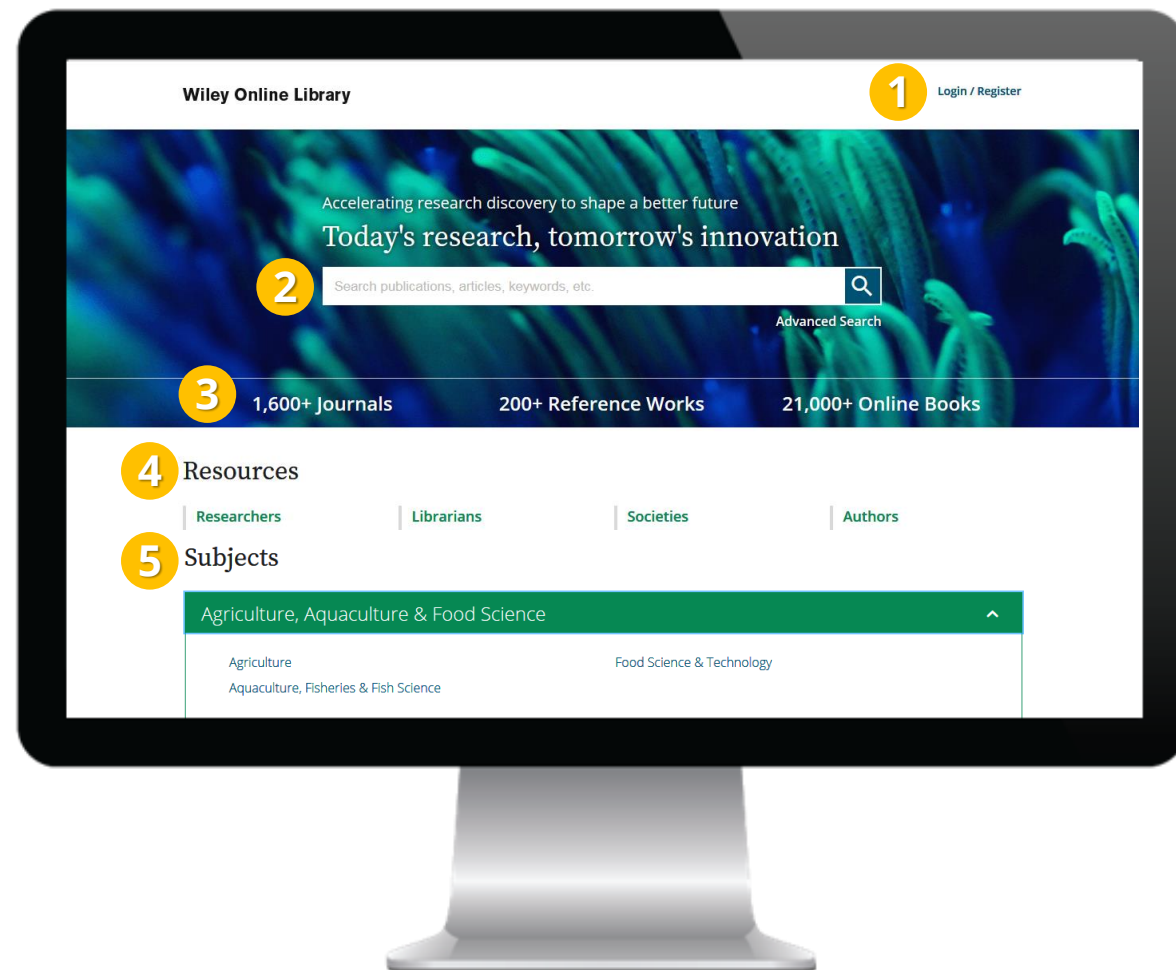 Wiley Online Library
1 Login / Register
Accelerating research discovery to shape a better future
Today's research, tomorrow's innovation
2 Search publications, articles, keywords, etc.
Advanced Search
3 1,600+ Journals 200+ Reference Works 21,000+ Online Books
4 Resources
Researchers Librarians Societies Authors
5 Subjects
Agriculture, Aquaculture & Food Science
Agriculture Food Science & Technology
Aquaculture, Fisheries & Fish Science